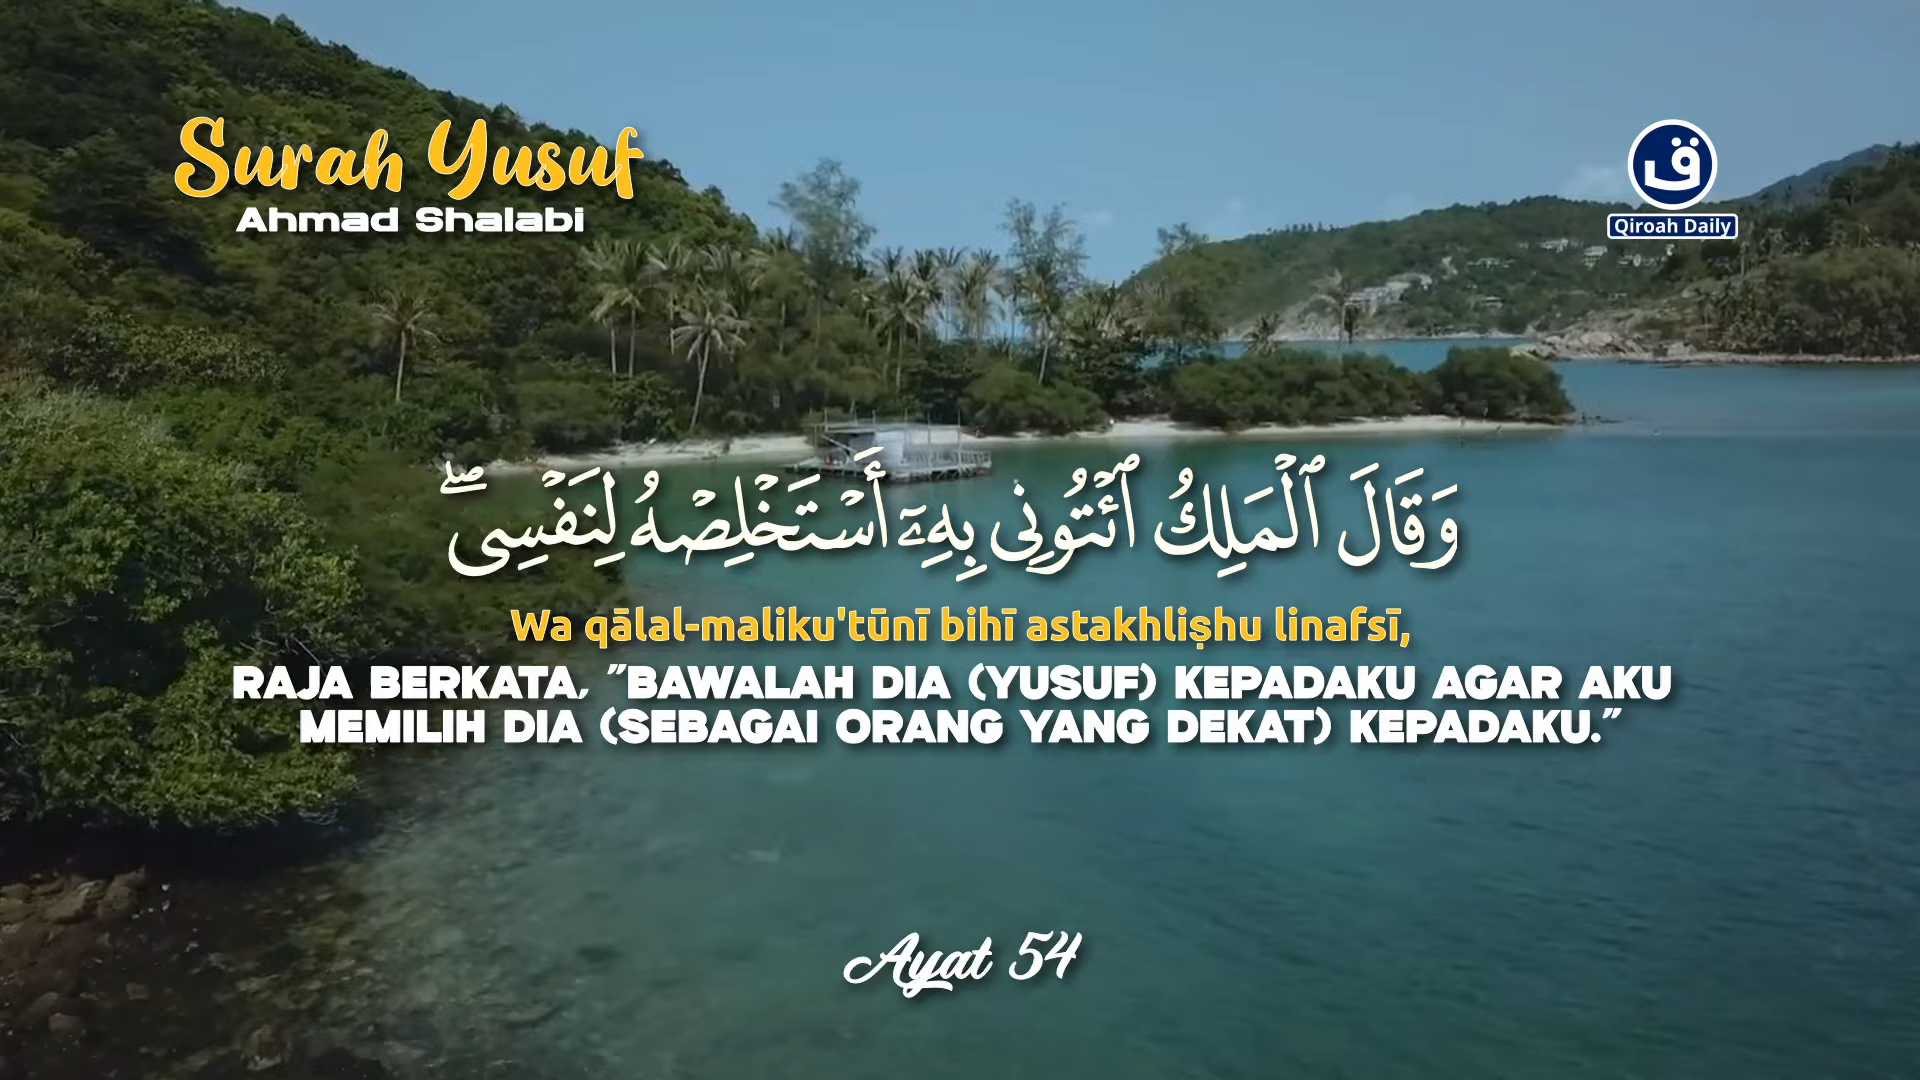 Surah Yusuf
Ahmad Shalabi
ق
Qiroah Daily
وَقَالَ ٱلْمَلِكُ ٱئْتُونِى بِهِۦٓ أَسْتَخْلِصْهُ لِنَفْسِى ۖ
Wa qālal-maliku'tūnī bihī astakhliṣhu linafsī,
RAJA BERKATA, "BAWALAH DIA (YUSUF) KEPADAKU AGAR AKU
MEMILIH DIA (SEBAGAI ORANG YANG DEKAT) KEPADAKU."
Ayat 54